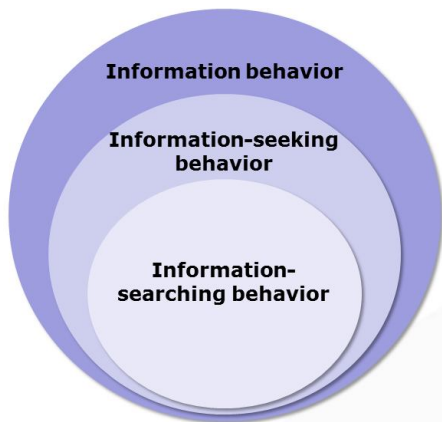 Information behavior
Information-seeking
behavior
Information-
searching behavior